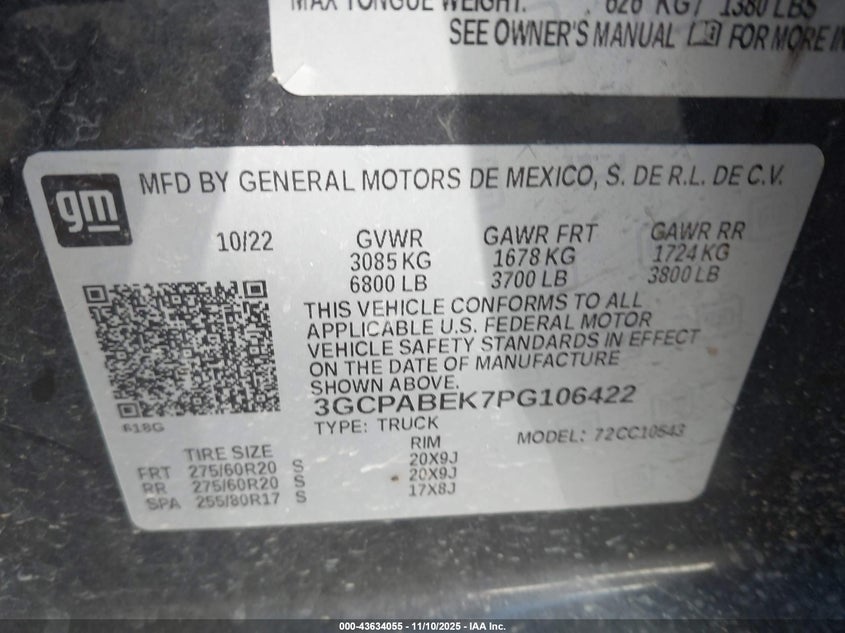 MAX TONGUE WEIGHT: 626 KG / 1380 LBS
SEE OWNER'S MANUAL FOR MORE IN
gm
MFD BY GENERAL MOTORS DE MEXICO, S. DE R.L. DE C.V.
10/22 GVWR GAWR FRT GAWR RR
3085 KG 1678 KG 1724 KG
6800 LB 3700 LB 3800 LB
THIS VEHICLE CONFORMS TO ALL
APPLICABLE U.S. FEDERAL MOTOR
VEHICLE SAFETY STANDARDS IN EFFECT
ON THE DATE OF MANUFACTURE
SHOWN ABOVE.
3GCPABEK7PG106422
618G
TYPE: TRUCK
MODEL: 72CC10543
TIRE SIZE RIM
FRT 275/60R20 S 20X9J
RR 275/60R20 S 20X9J
SPA 255/80R17 S 17X8J
000-43634055 - 11/10/2025 - IAA Inc.